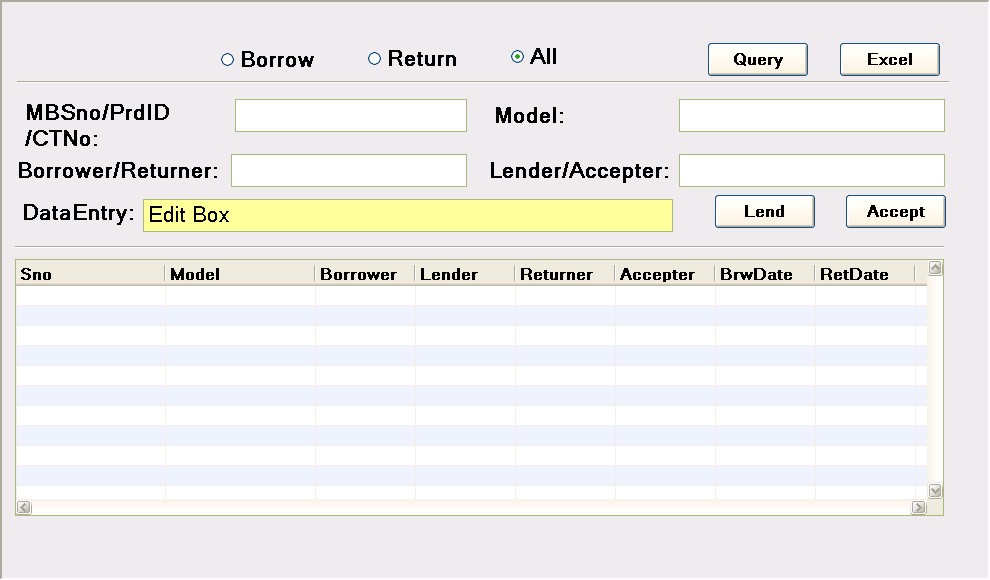 Borrow Return All Query Excel
MBSno/PrdID
/CTNo:
Model:
Borrower/Returner: Lender/Accepter:
DataEntry: Edit Box Lend Accept
Sno Model Borrower Lender Returner Accepter BrwDate RetDate